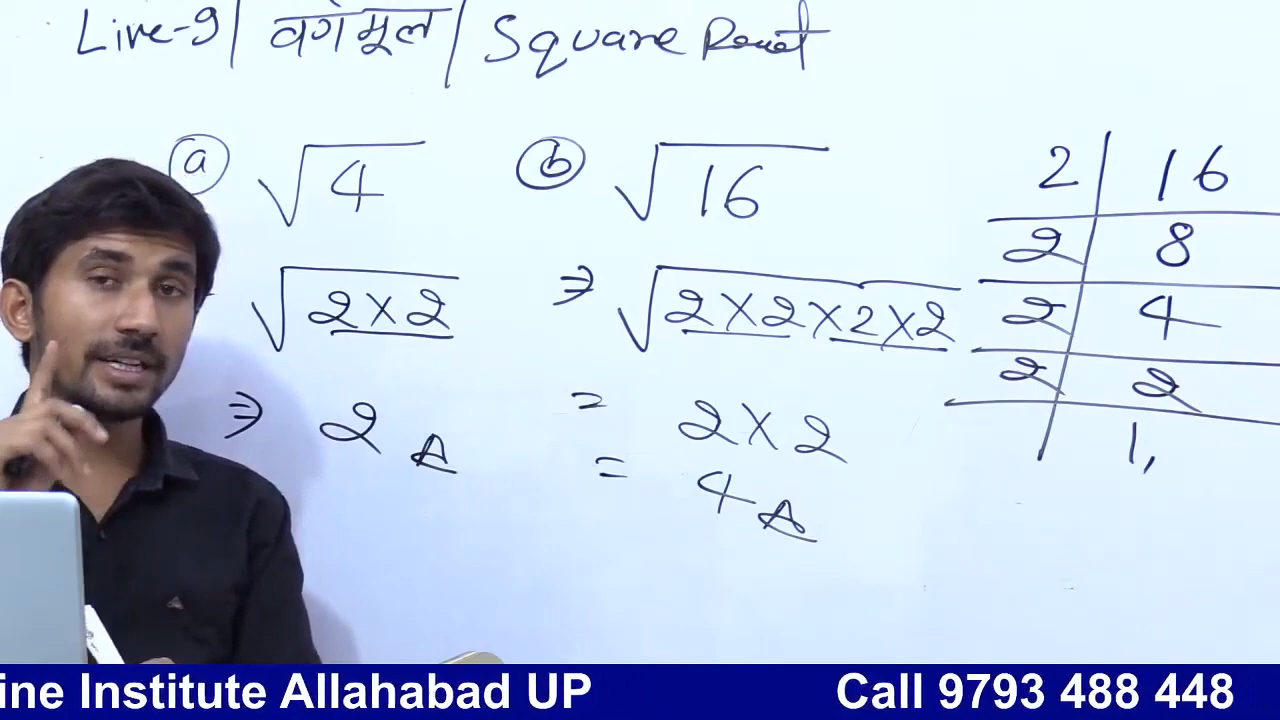 Live-9 | वर्गमूल | Square Root
(a) √4
√2×2
⇒ 2 A
(b) √16
⇒ √2×2×2×2
= 2×2
= 4 A
2 | 16
2 | 8
2 | 4
2 | 2
1,
ine Institute Allahabad UP Call 9793 488 448